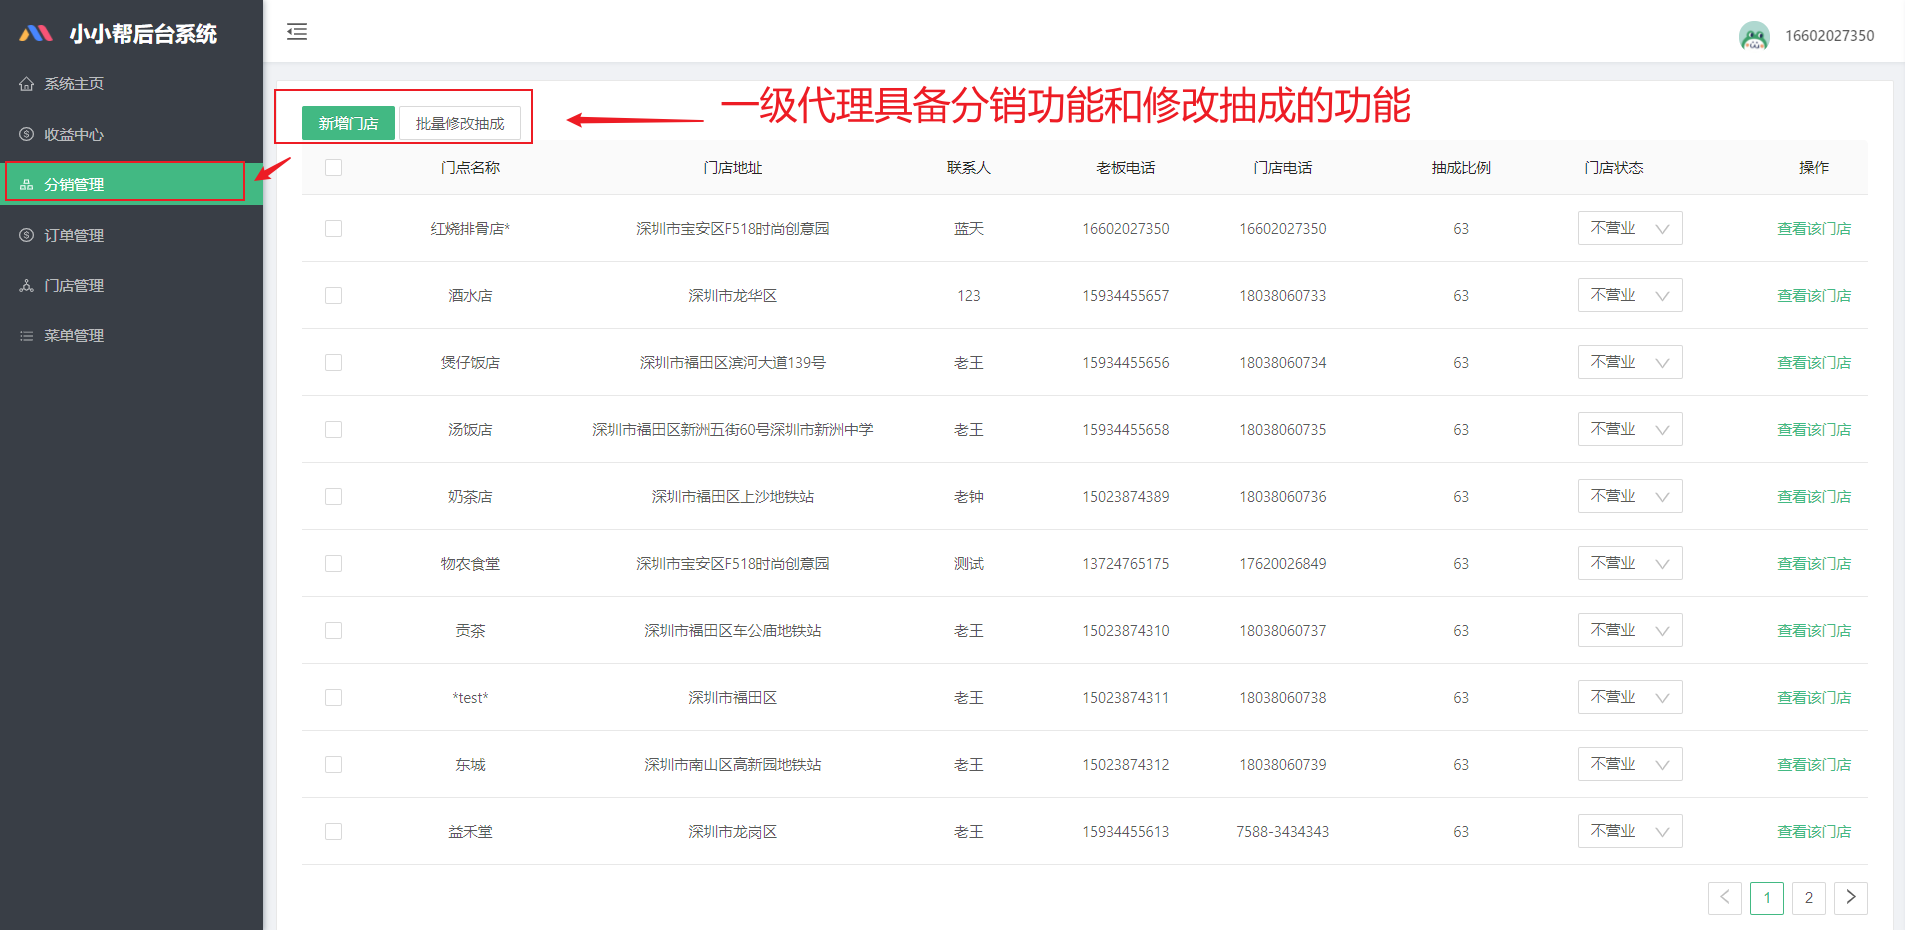 小小帮后台系统
16602027350
系统主页
收益中心
分销管理
订单管理
门店管理
菜单管理
新增门店 批量修改抽成
一级代理具备分销功能和修改抽成的功能
门点名称 门店地址 联系人 老板电话 门店电话 抽成比例 门店状态 操作
红烧排骨店* 深圳市宝安区F518时尚创意园 蓝天 16602027350 16602027350 63 不营业 查看该门店
酒水店 深圳市龙华区 123 15934455657 18038060733 63 不营业 查看该门店
煲仔饭店 深圳市福田区滨河大道139号 老王 15934455656 18038060734 63 不营业 查看该门店
汤饭店 深圳市福田区新洲五街60号深圳市新洲中学 老王 15934455658 18038060735 63 不营业 查看该门店
奶茶店 深圳市福田区上沙地铁站 老钟 15023874389 18038060736 63 不营业 查看该门店
物农食堂 深圳市宝安区F518时尚创意园 测试 13724765175 17620026849 63 不营业 查看该门店
贡茶 深圳市福田区车公庙地铁站 老王 15023874310 18038060737 63 不营业 查看该门店
*test* 深圳市福田区 老王 15023874311 18038060738 63 不营业 查看该门店
东城 深圳市南山区高新园地铁站 老王 15023874312 18038060739 63 不营业 查看该门店
益禾堂 深圳市龙岗区 老王 15934455613 7588-3434343 63 不营业 查看该门店
1 2